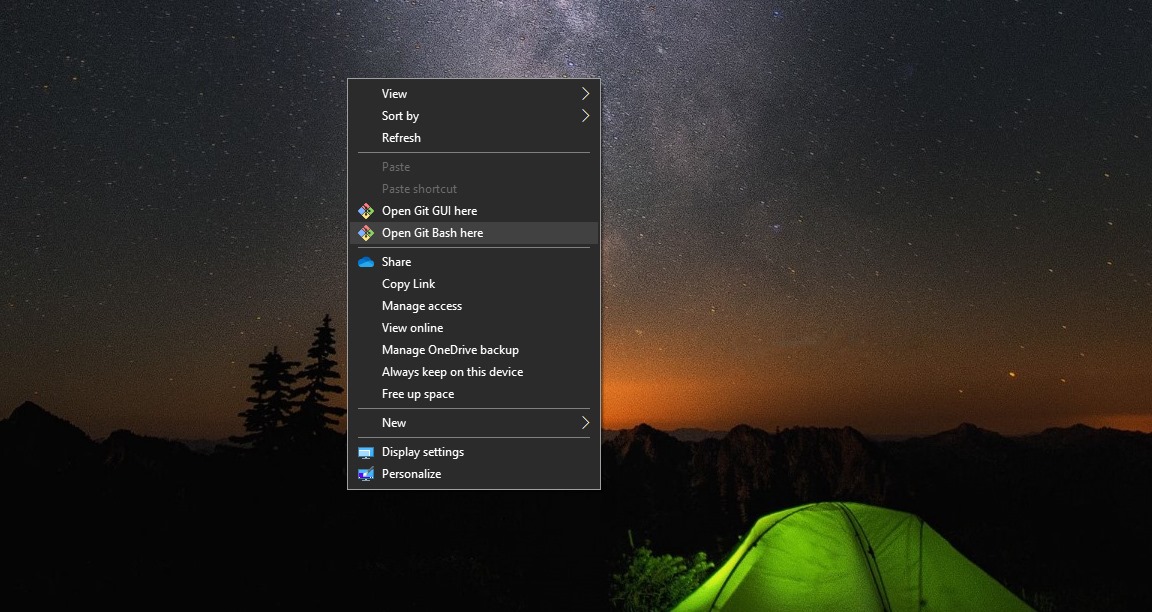 View
Sort by
Refresh
Paste
Paste shortcut
Open Git GUI here
Open Git Bash here
Share
Copy Link
Manage access
View online
Manage OneDrive backup
Always keep on this device
Free up space
New
Display settings
Personalize